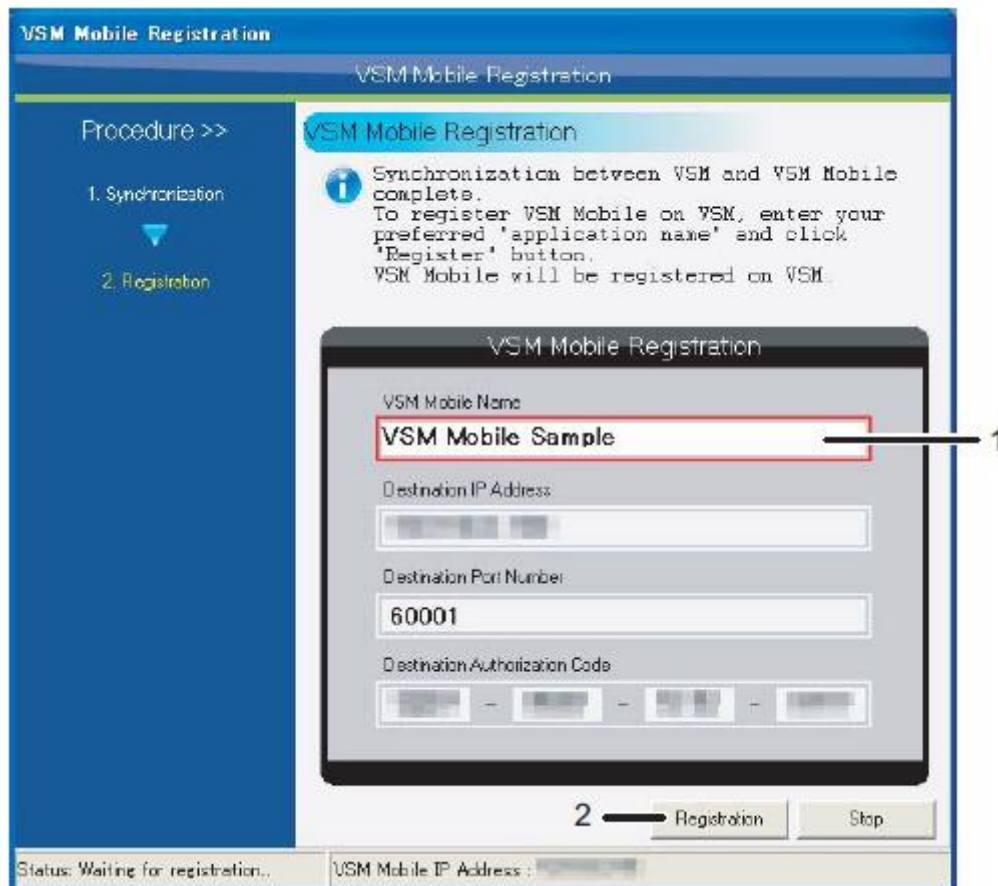 VSM Mobile Registration
VSM Mobile Registration
Procedure >>
1. Synchronization
2. Registration
VSM Mobile Registration
Synchronization between VSM and VSM Mobile
complete.
To register VSM Mobile on VSM, enter your
preferred "application name" and click
"Register" button.
VSM Mobile will be registered on VSM.
VSM Mobile Registration
VSM Mobile Name
VSM Mobile Sample
1
Destination IP Address
Destination Port Number
60001
Destination Authorization Code
- - -
2
Registration Stop
Status: Waiting for registration.. VSM Mobile IP Address :